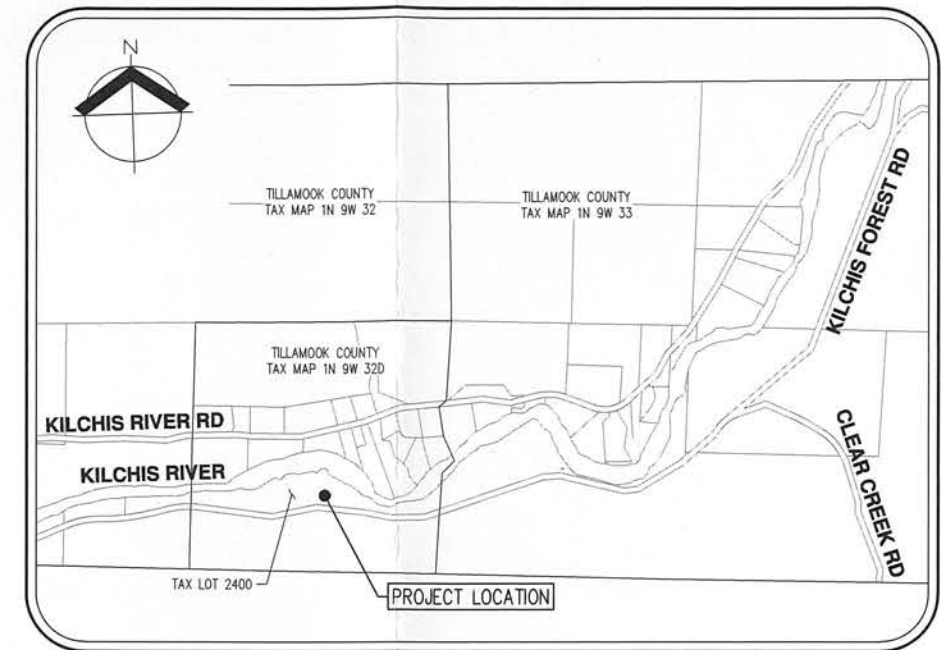 N
TILLAMOOK COUNTY
TAX MAP 1N 9W 32
TILLAMOOK COUNTY
TAX MAP 1N 9W 33
KILCHIS FOREST RD
TILLAMOOK COUNTY
TAX MAP 1N 9W 32D
KILCHIS RIVER RD
KILCHIS RIVER
CLEAR CREEK RD
TAX LOT 2400
PROJECT LOCATION